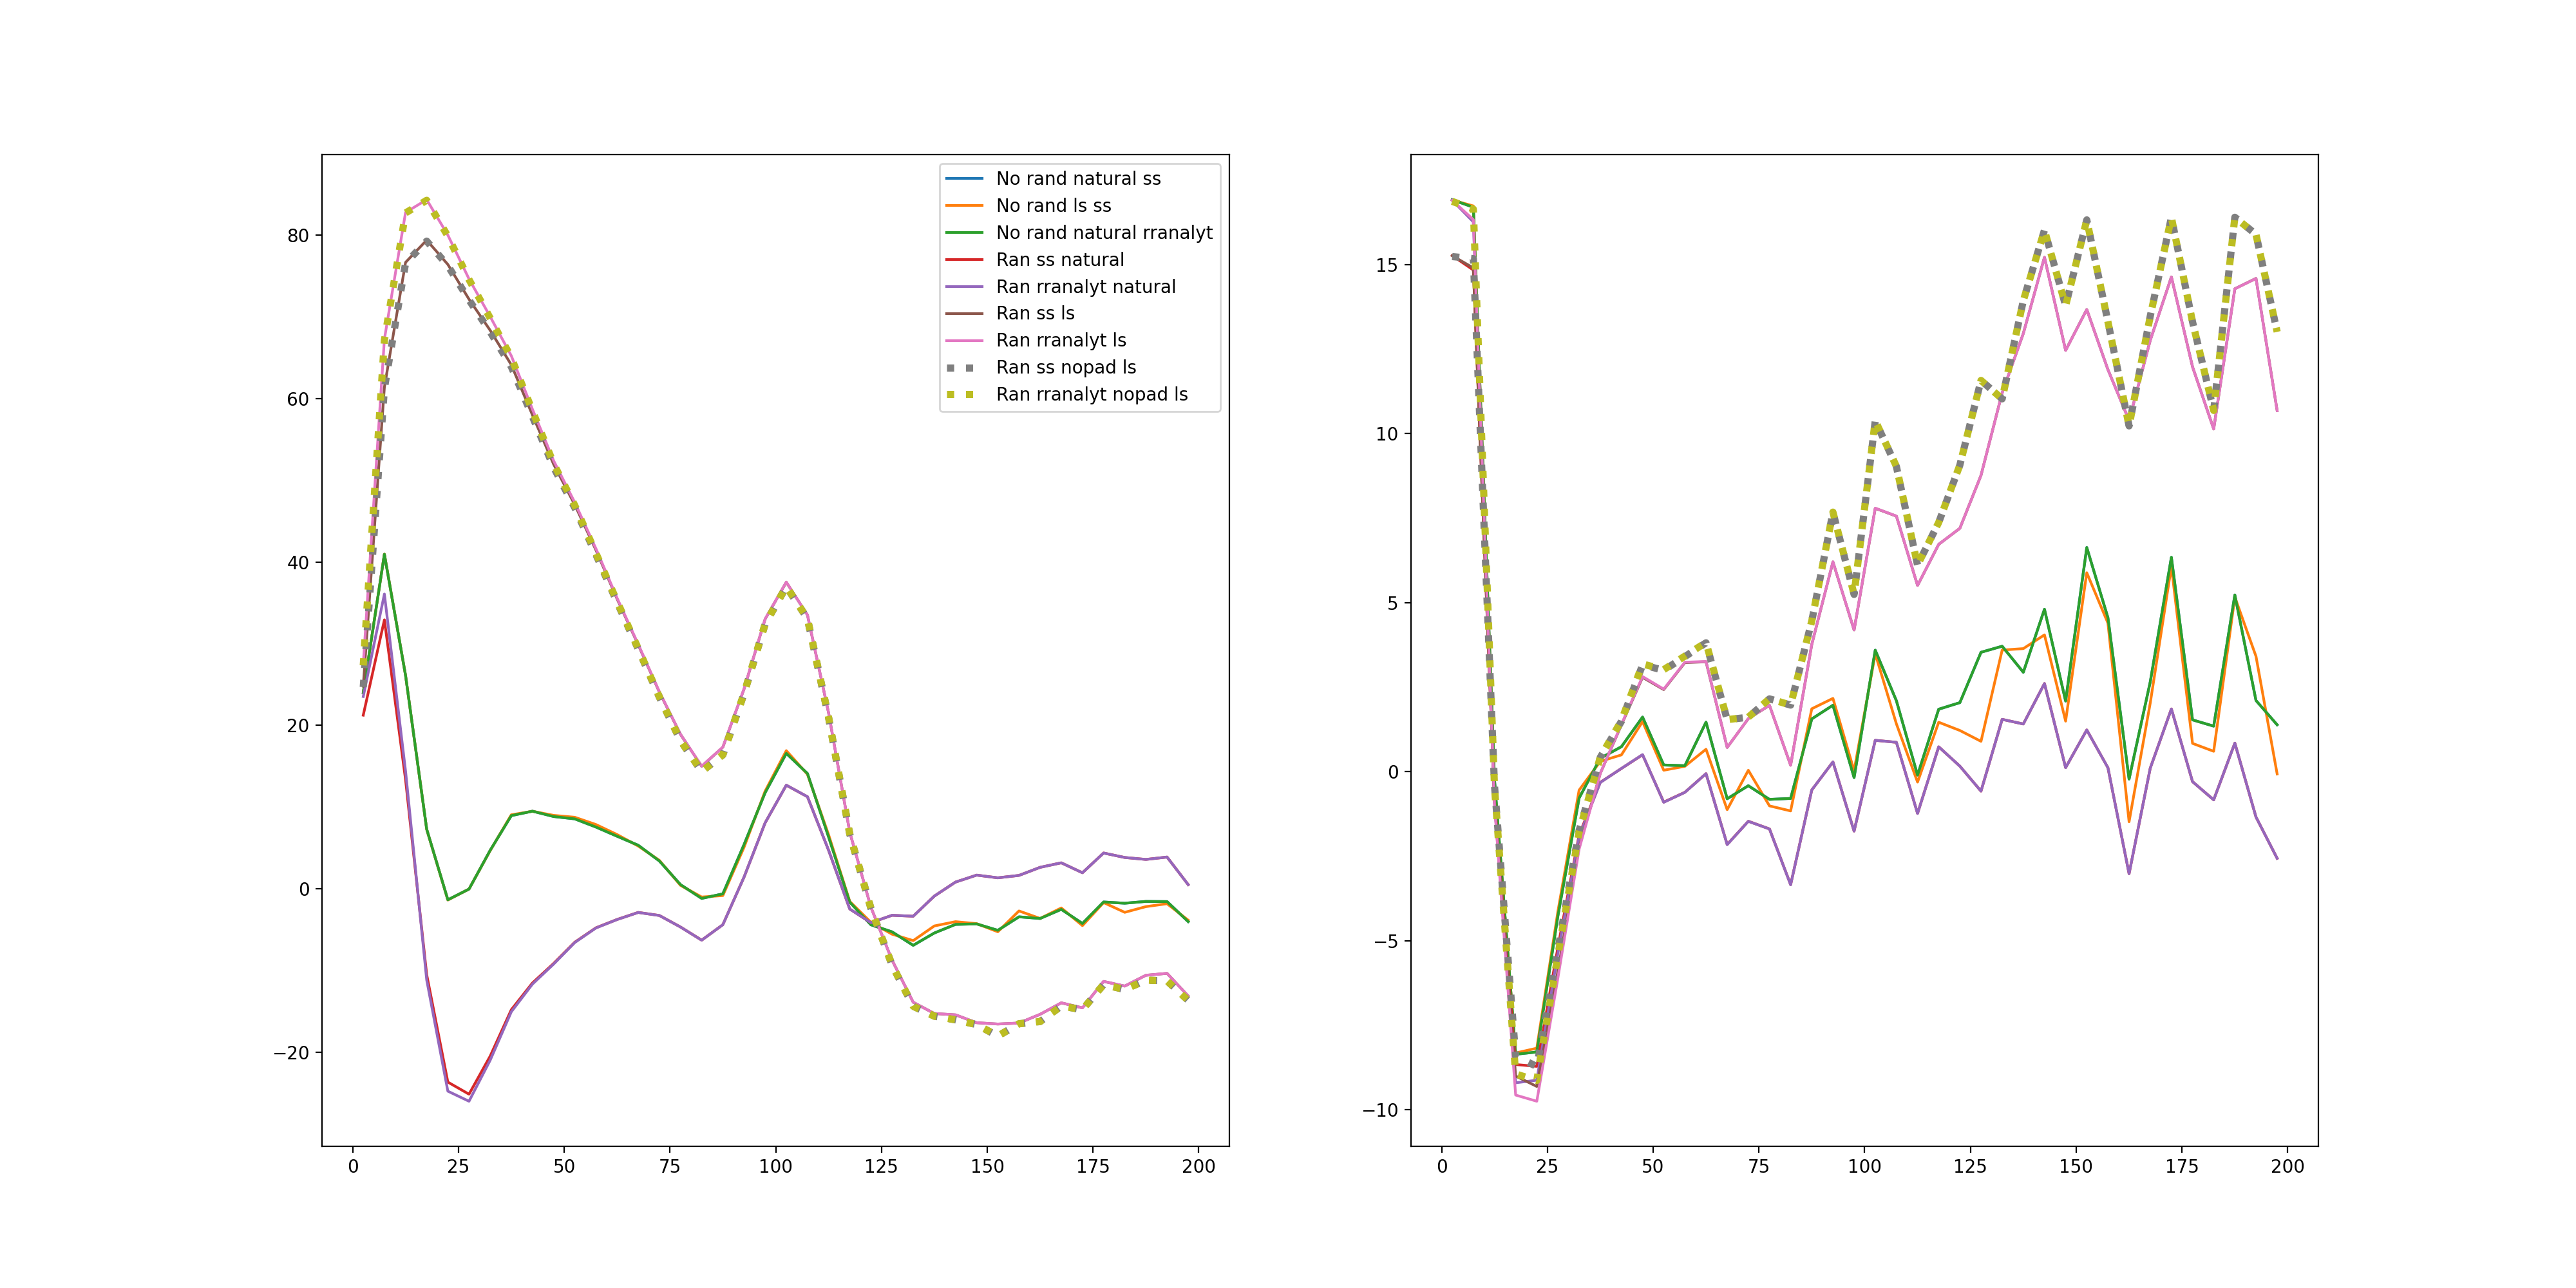 80
60
40
20
0
−20
0 25 50 75 100 125 150 175 200
No rand natural ss
No rand ls ss
No rand natural rranalyt
Ran ss natural
Ran rranalyt natural
Ran ss ls
Ran rranalyt ls
Ran ss nopad ls
Ran rranalyt nopad ls
15
10
5
0
−5
−10
0 25 50 75 100 125 150 175 200